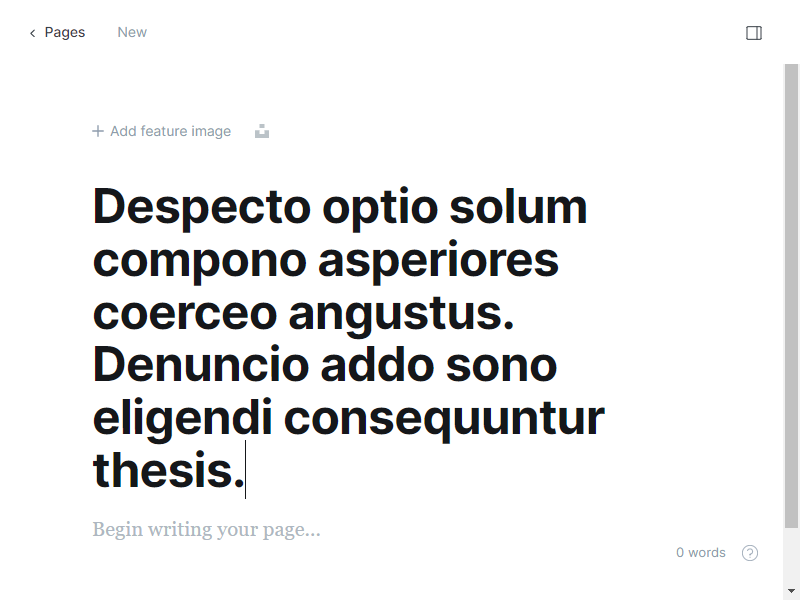 Pages New
Add feature image
Despecto optio solum
compono asperiores
coerceo angustus.
Denuncio addo sono
eligendi consequuntur
thesis.
Begin writing your page...
0 words ?